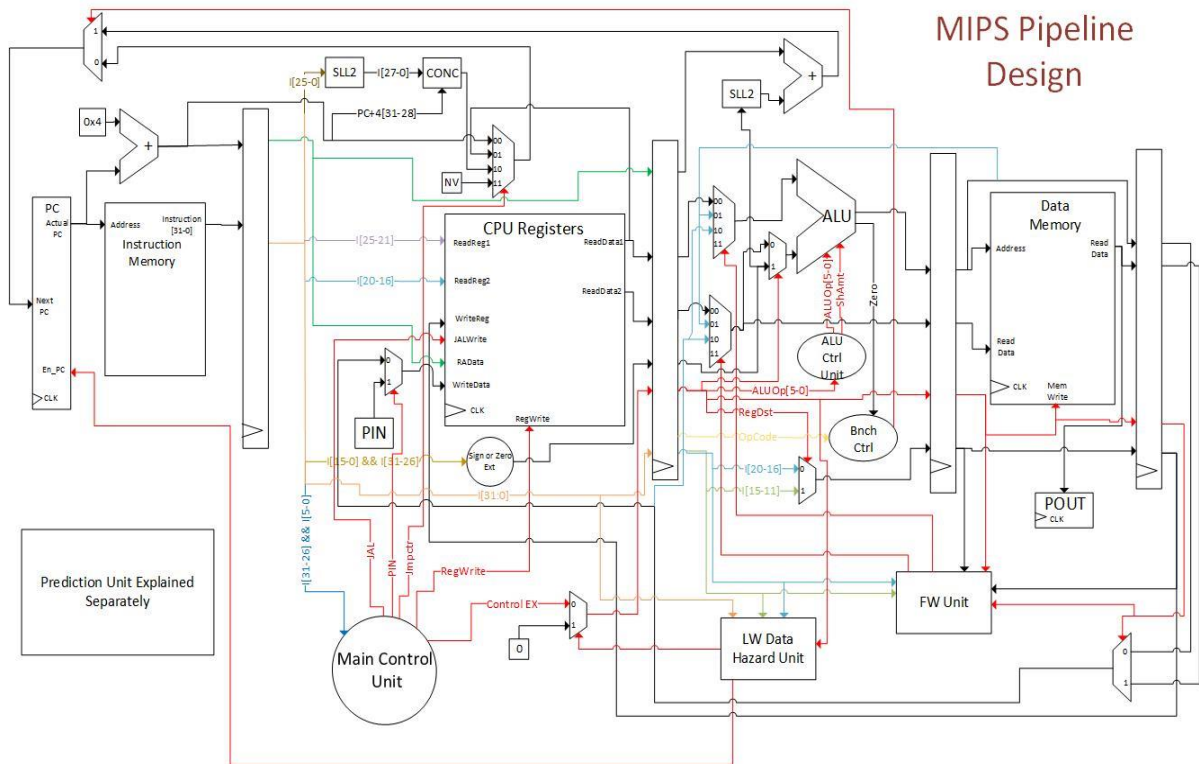 MIPS Pipeline
Design
1
0
I[25-0]
SLL2
I[27-0]
CONC
PC+4[31-28]
0x4
+
+
SLL2
00
01
10
11
NV
PC
Actual
PC
Next
PC
En_PC
CLK
Address
Instruction
[31-0]
Instruction
Memory
I[25-21]
I[20-16]
CPU Registers
ReadReg1
ReadData1
ReadReg2
ReadData2
WriteReg
JALWrite
RAData
WriteData
CLK
RegWrite
0
1
PIN
I[15-0] && I[31-26]
Sign or Zero
Ext
I[31:0]
00
01
10
11
00
01
10
11
0
1
ALU
ALUOp[5-0]
ShAmt
Zero
ALU
Ctrl
Unit
ALUOp[5-0]
RegDst
OpCode
Bnch
Ctrl
I[20-16]
I[15-11]
0
1
Data
Memory
Address
Read
Data
Read
Data
CLK
Mem
Write
POUT
CLK
I[31-26] && I[5-0]
JAL
PIN
Jmpctr
RegWrite
Control EX
0
1
0
Main Control
Unit
LW Data
Hazard Unit
FW Unit
0
1
Prediction Unit Explained
Separately